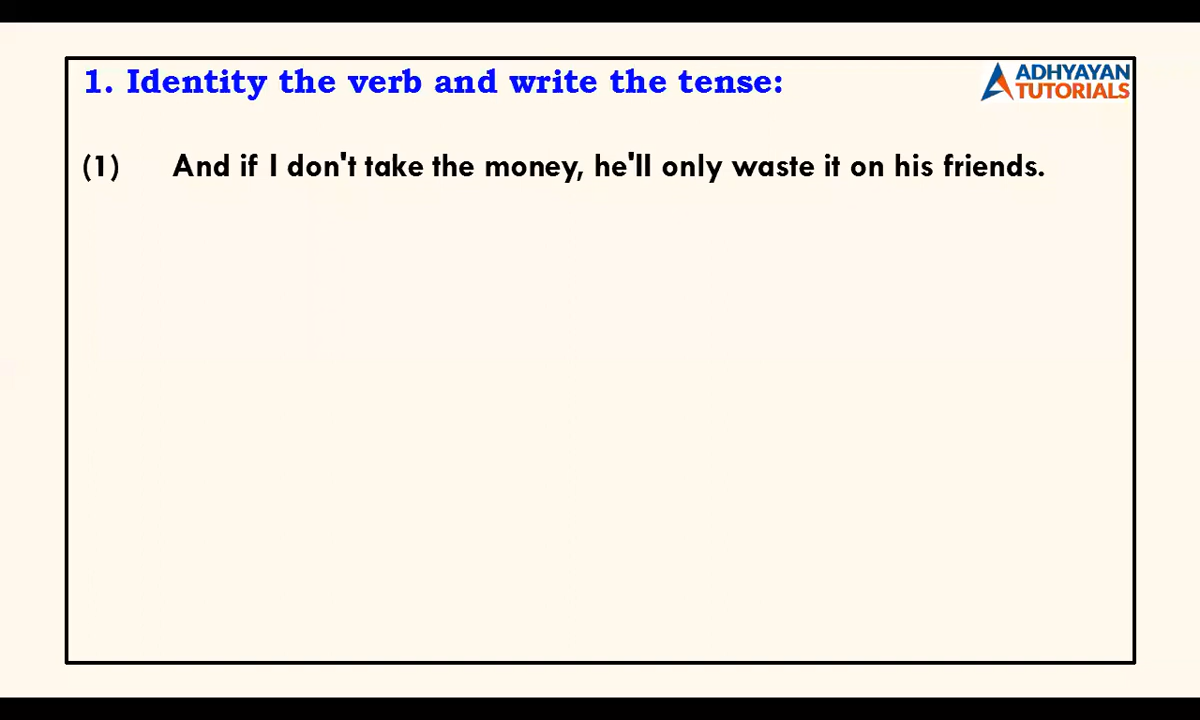 1. Identity the verb and write the tense:
ADHYAYAN
TUTORIALS
(1) And if I don't take the money, he'll only waste it on his friends.